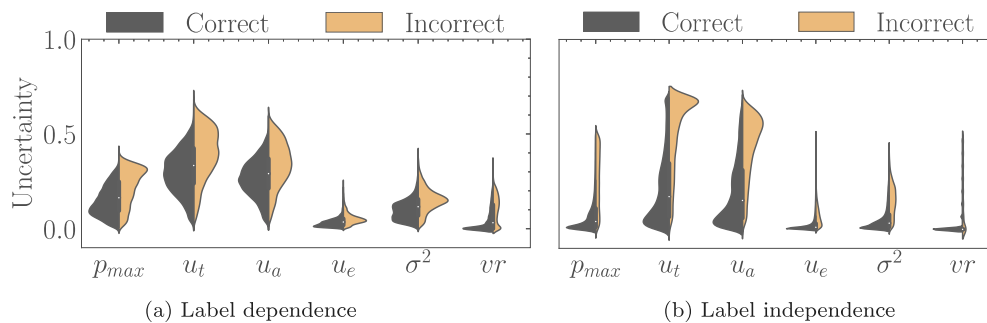 Correct Incorrect Correct Incorrect
1.0
0.5
0.0
Uncertainty
p_max u_t u_a u_e σ² vr p_max u_t u_a u_e σ² vr
(a) Label dependence (b) Label independence